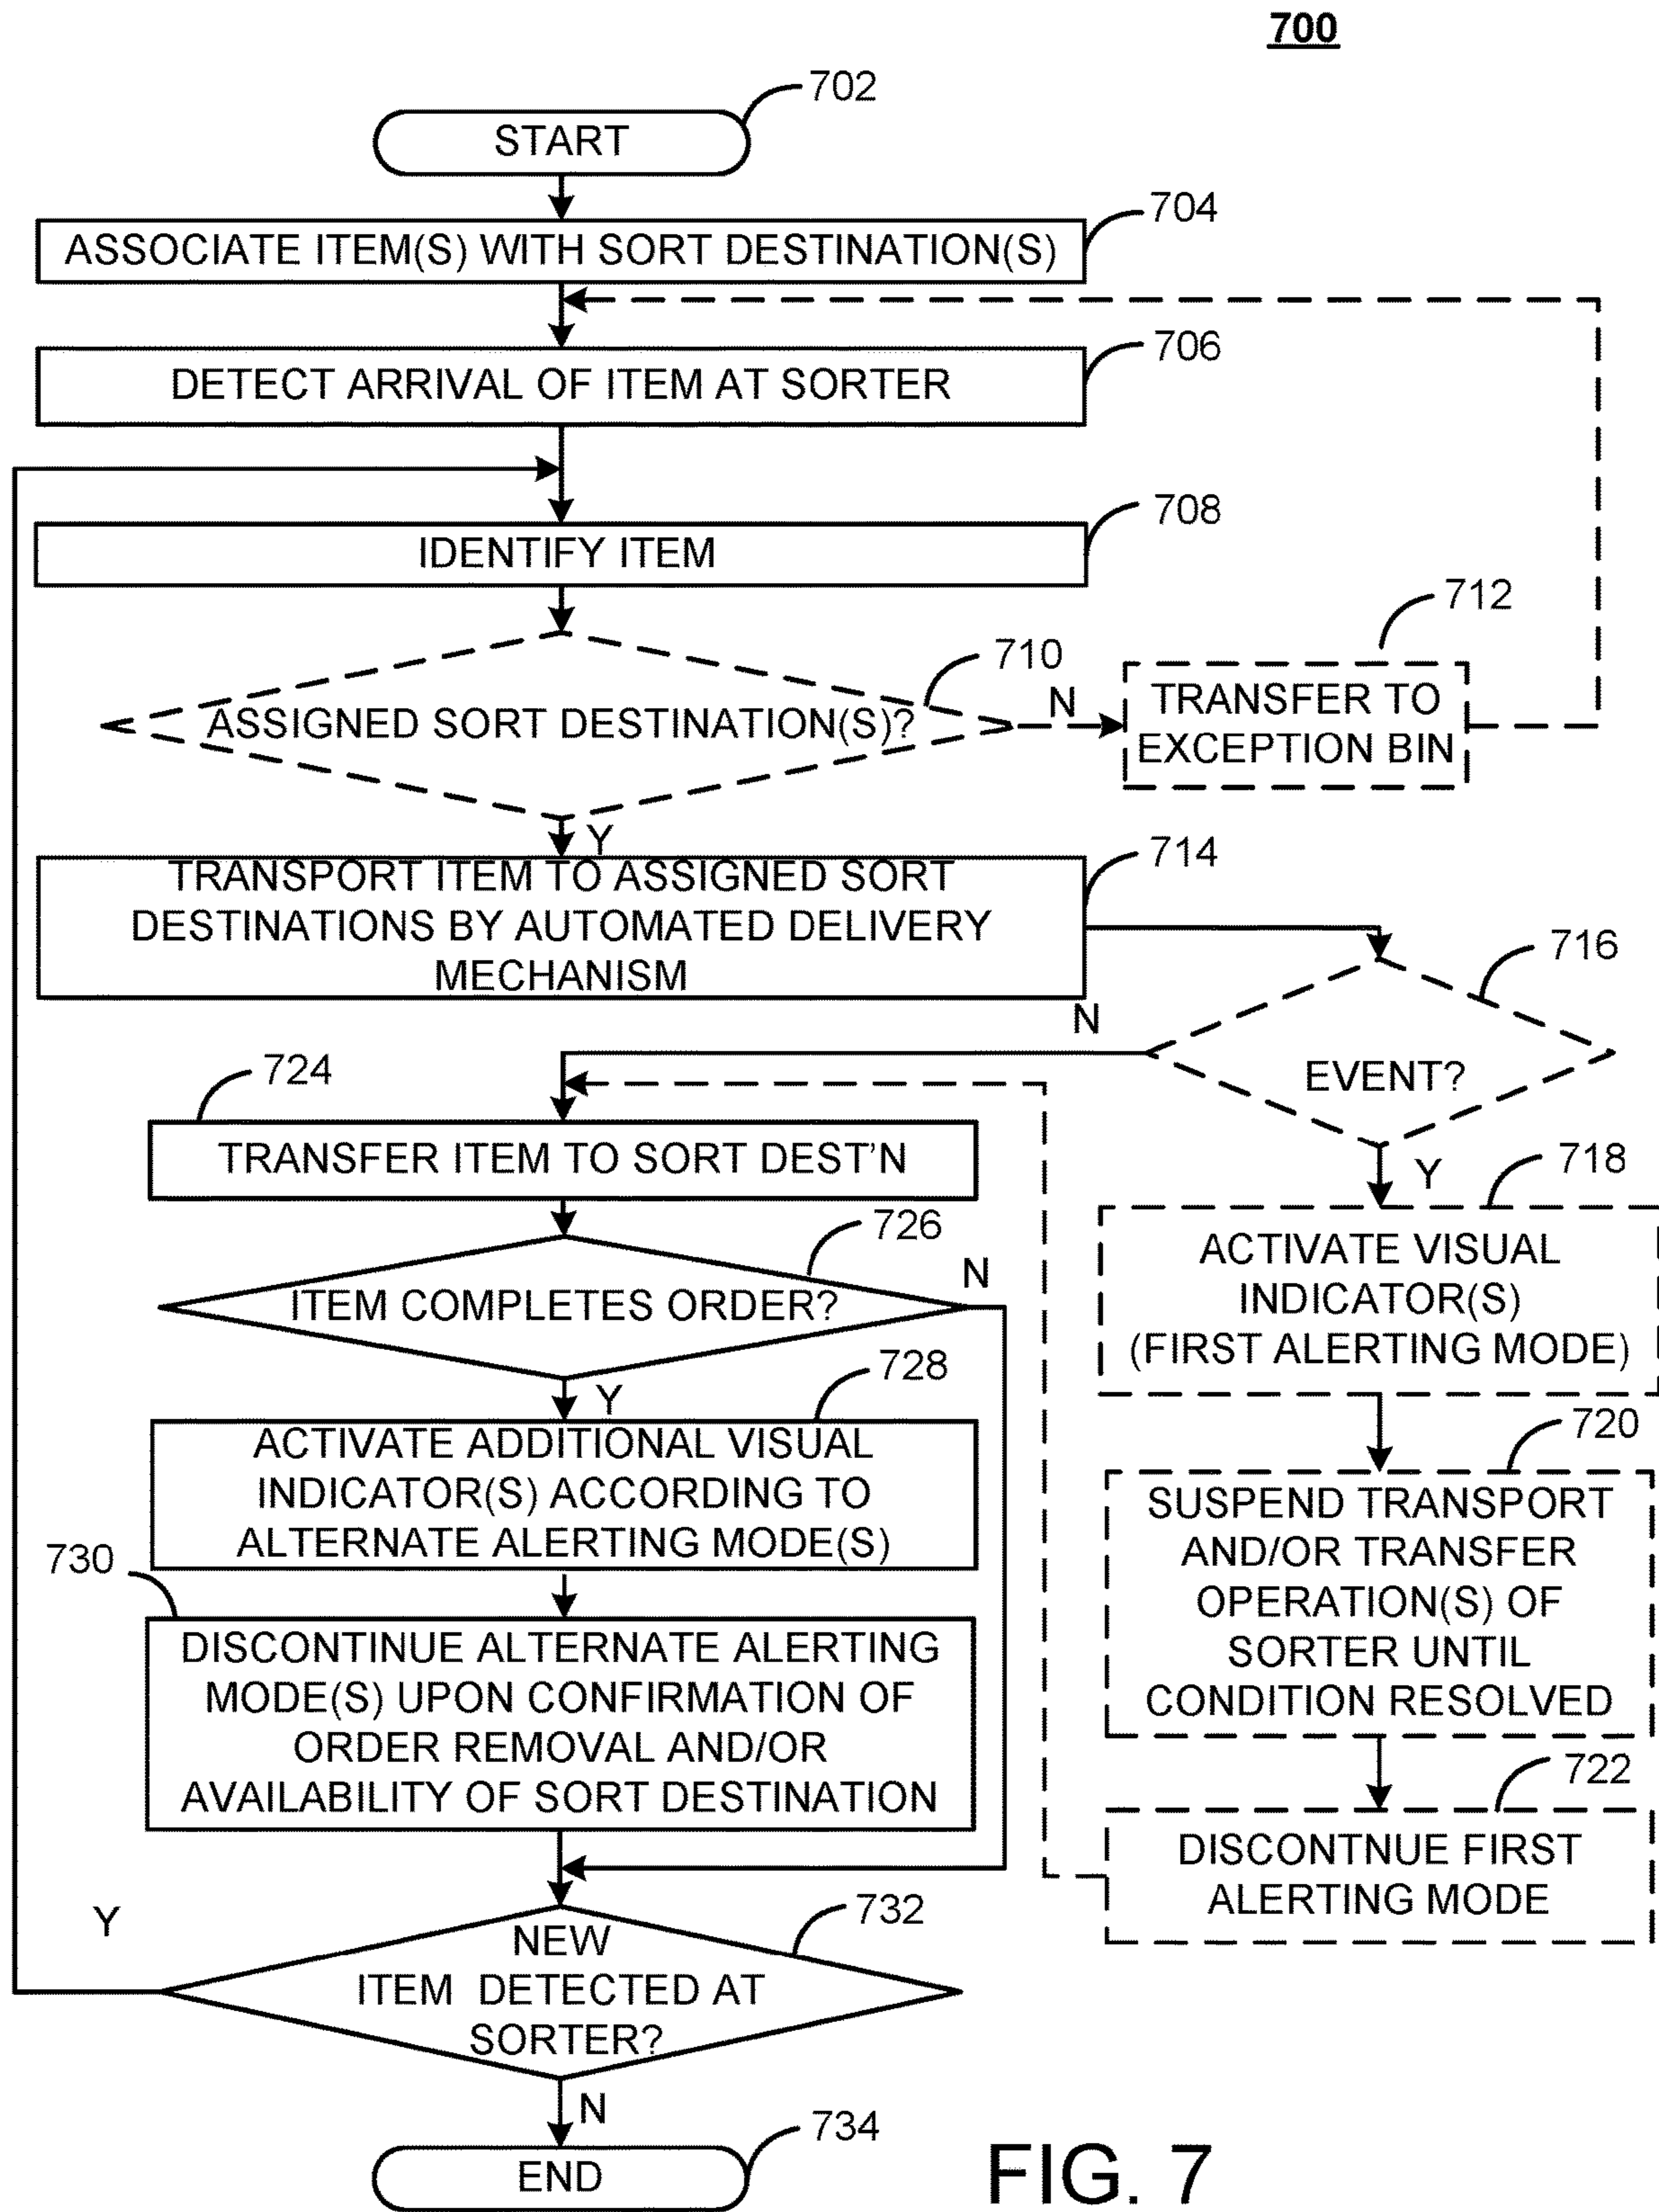 700
702
START
704
ASSOCIATE ITEM(S) WITH SORT DESTINATION(S)
706
DETECT ARRIVAL OF ITEM AT SORTER
708
IDENTIFY ITEM
712
710
ASSIGNED SORT DESTINATION(S)?
N
TRANSFER TO
EXCEPTION BIN
Y
714
TRANSPORT ITEM TO ASSIGNED SORT
DESTINATIONS BY AUTOMATED DELIVERY
MECHANISM
716
N
EVENT?
Y
724
TRANSFER ITEM TO SORT DEST'N
718
ACTIVATE VISUAL
INDICATOR(S)
(FIRST ALERTING MODE)
726
ITEM COMPLETES ORDER?
N
Y
728
ACTIVATE ADDITIONAL VISUAL
INDICATOR(S) ACCORDING TO
ALTERNATE ALERTING MODE(S)
720
SUSPEND TRANSPORT
AND/OR TRANSFER
OPERATION(S) OF
SORTER UNTIL
CONDITION RESOLVED
730
DISCONTINUE ALTERNATE ALERTING
MODE(S) UPON CONFIRMATION OF
ORDER REMOVAL AND/OR
AVAILABILITY OF SORT DESTINATION
722
DISCONTNUE FIRST
ALERTING MODE
Y
732
NEW
ITEM DETECTED AT
SORTER?
N
734
END
FIG. 7